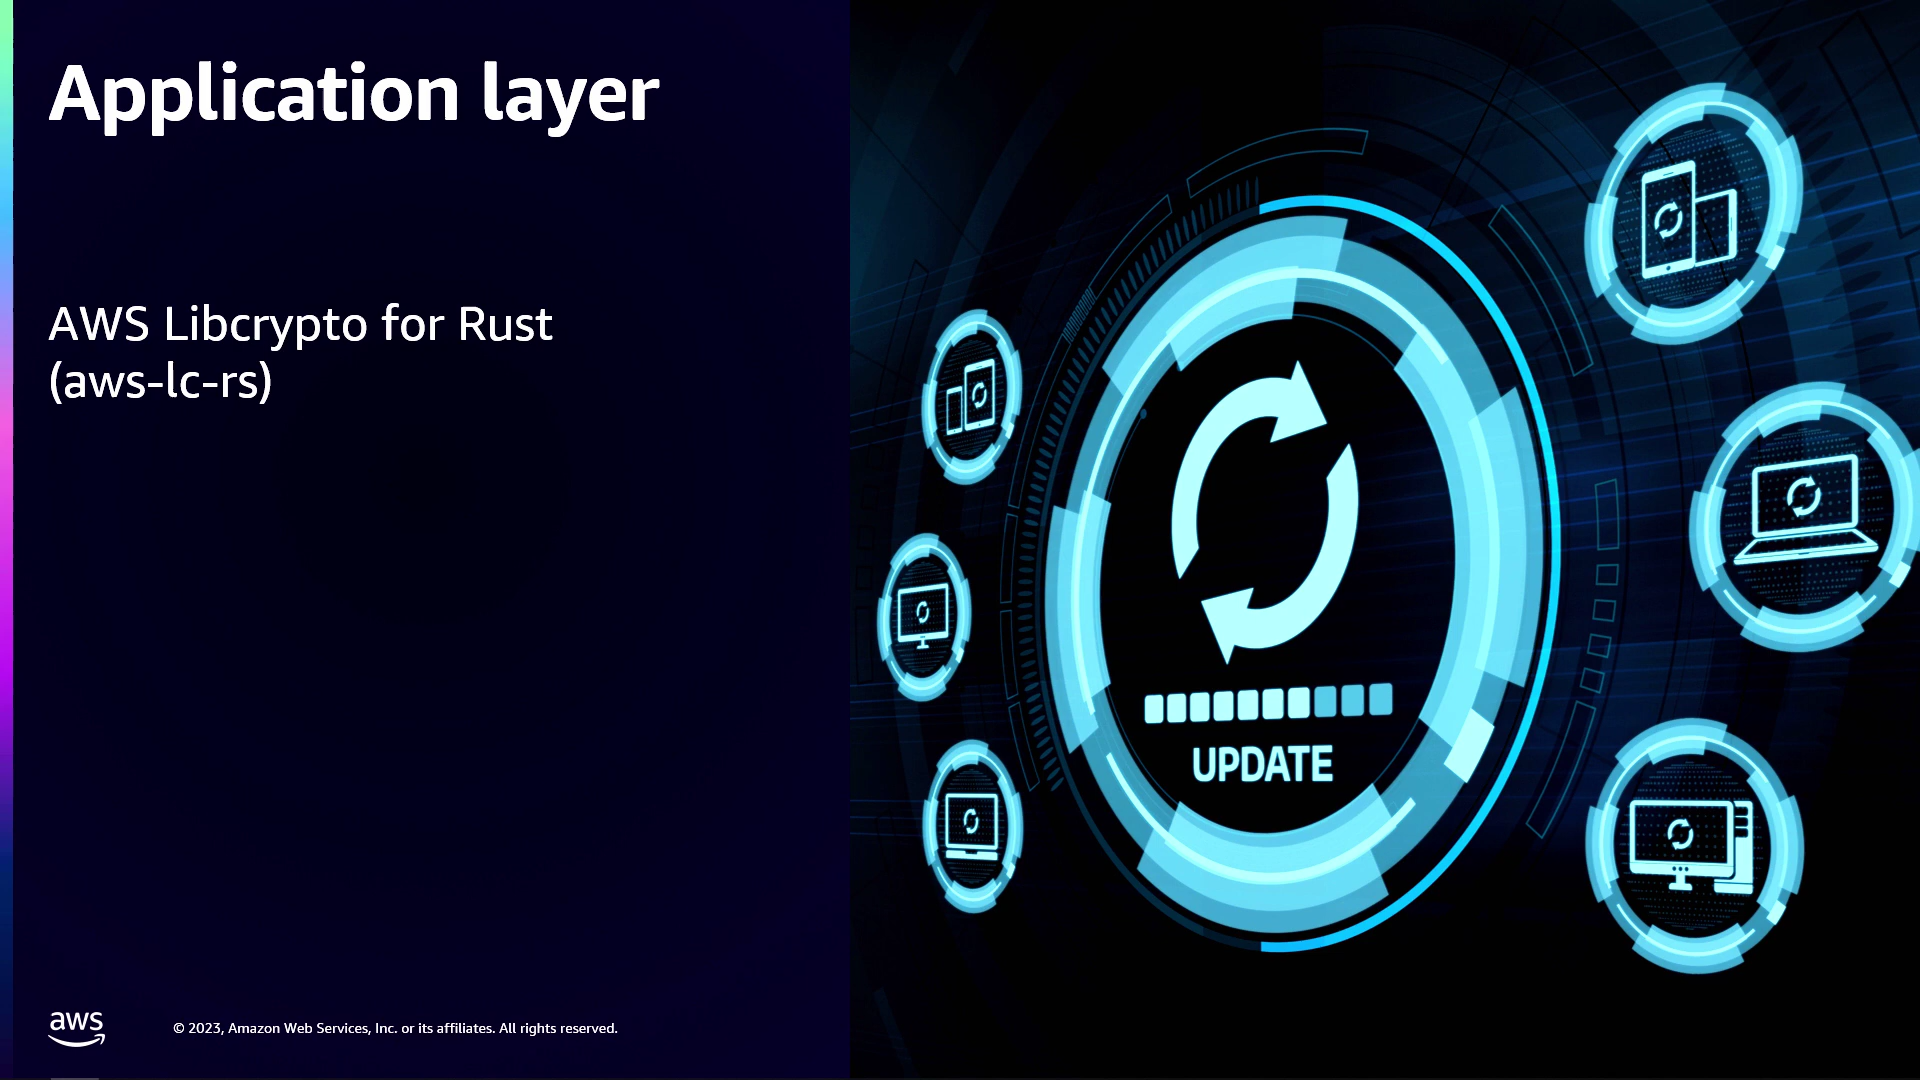 Application layer
AWS Libcrypto for Rust
(aws-lc-rs)
UPDATE
aws
© 2023, Amazon Web Services, Inc. or its affiliates. All rights reserved.